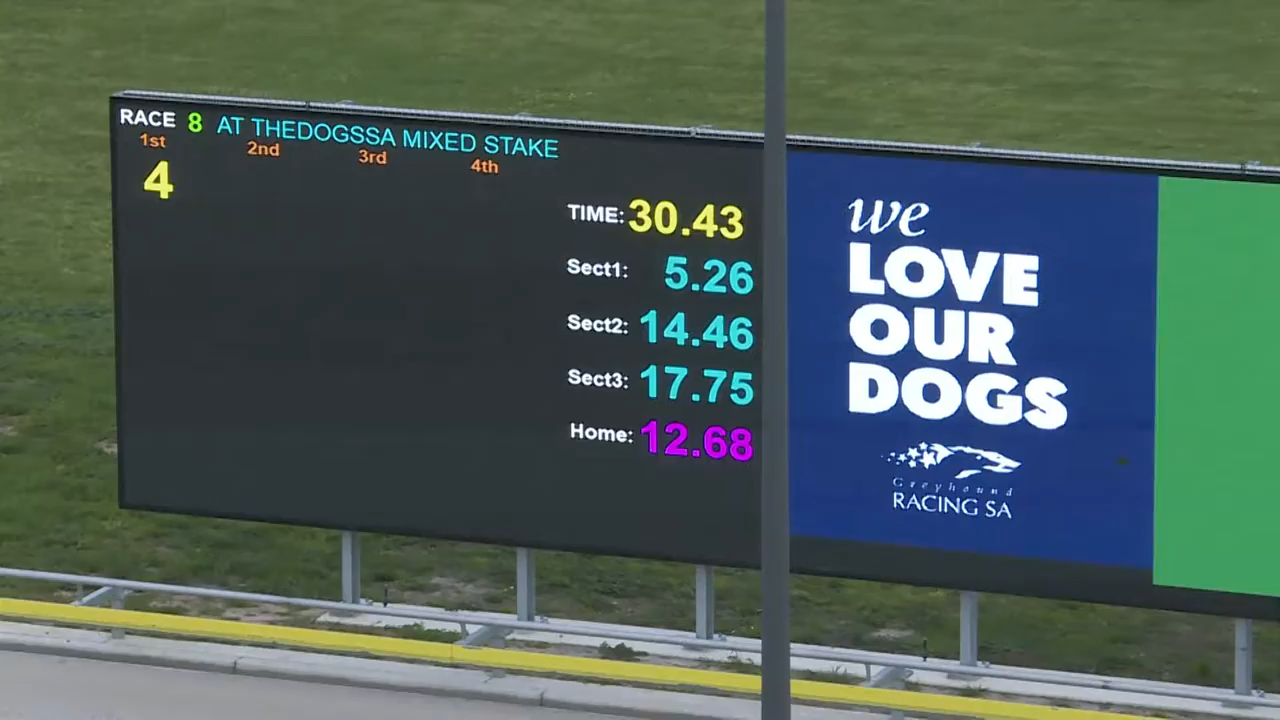 RACE 8 AT THEDOGSSA MIXED STAKE
1st 2nd 3rd 4th
4
TIME: 30.43
Sect1: 5.26
Sect2: 14.46
Sect3: 17.75
Home: 12.68
we
LOVE
OUR
DOGS
Greyhound
RACING SA